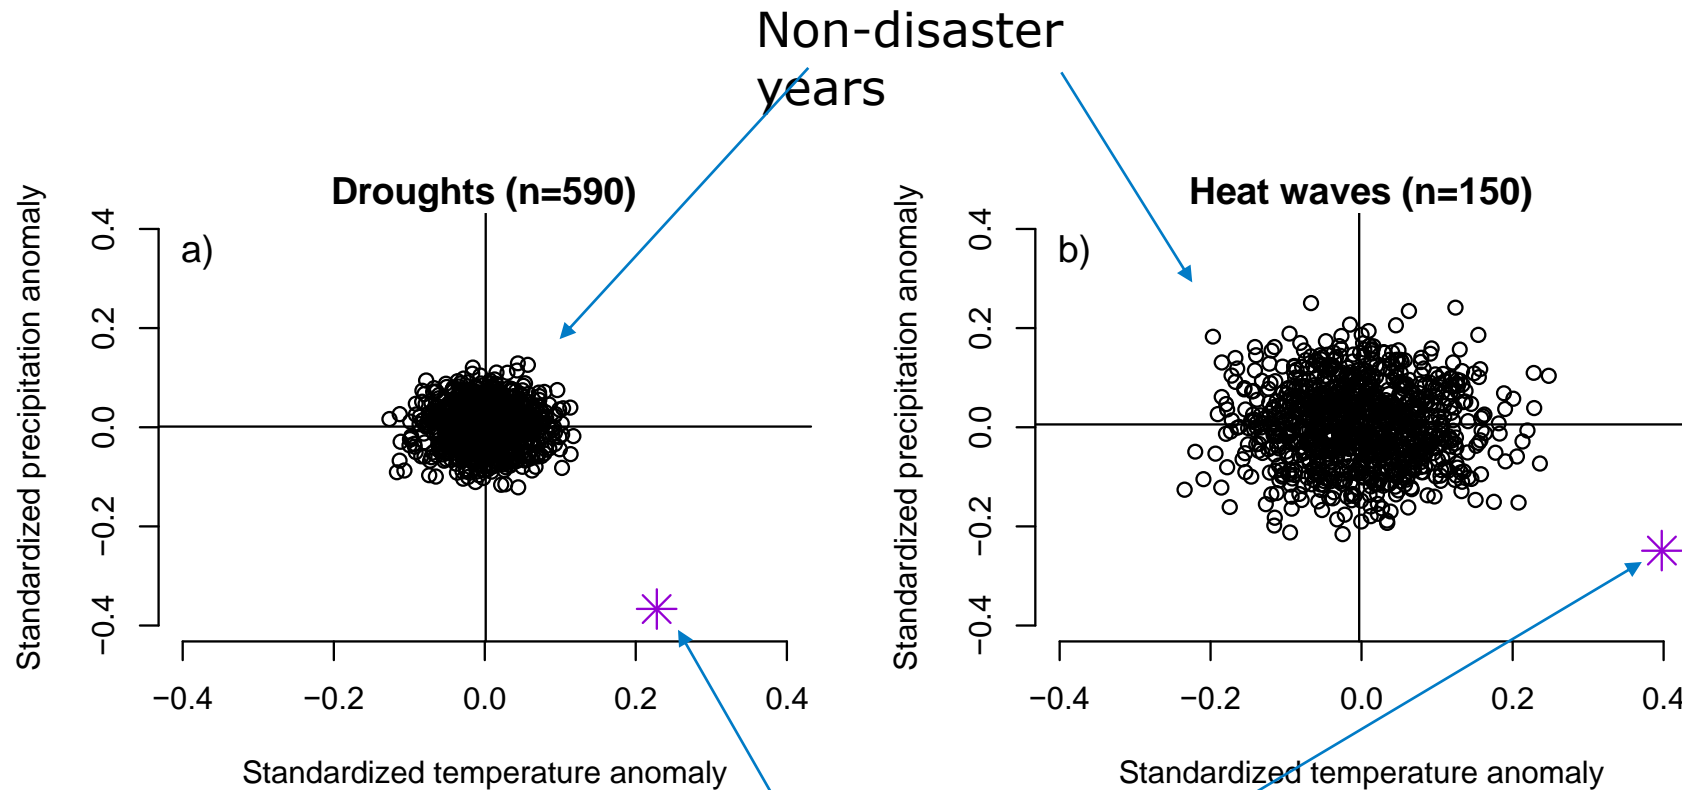 Non-disaster
years
Droughts (n=590)
a)
Standardized precipitation anomaly
0.4
0.2
0.0
−0.2
−0.4
−0.4 −0.2 0.0 0.2 0.4
Standardized temperature anomaly
Heat waves (n=150)
b)
Standardized precipitation anomaly
0.4
0.2
0.0
−0.2
−0.4
−0.4 −0.2 0.0 0.2 0.4
Standardized temperature anomaly